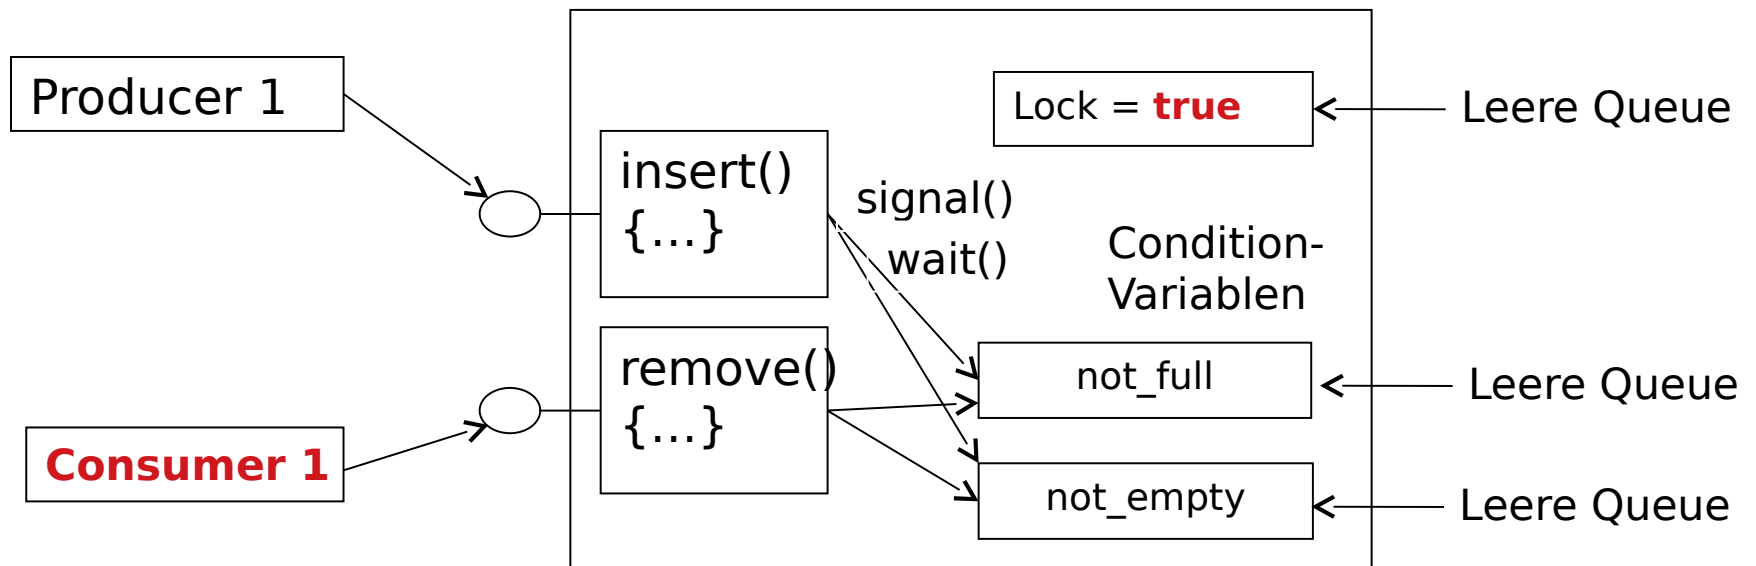 Producer 1
Lock = true
Leere Queue
insert()
{...}
signal()
wait()
Condition-
Variablen
remove()
{...}
not_full
Leere Queue
Consumer 1
not_empty
Leere Queue